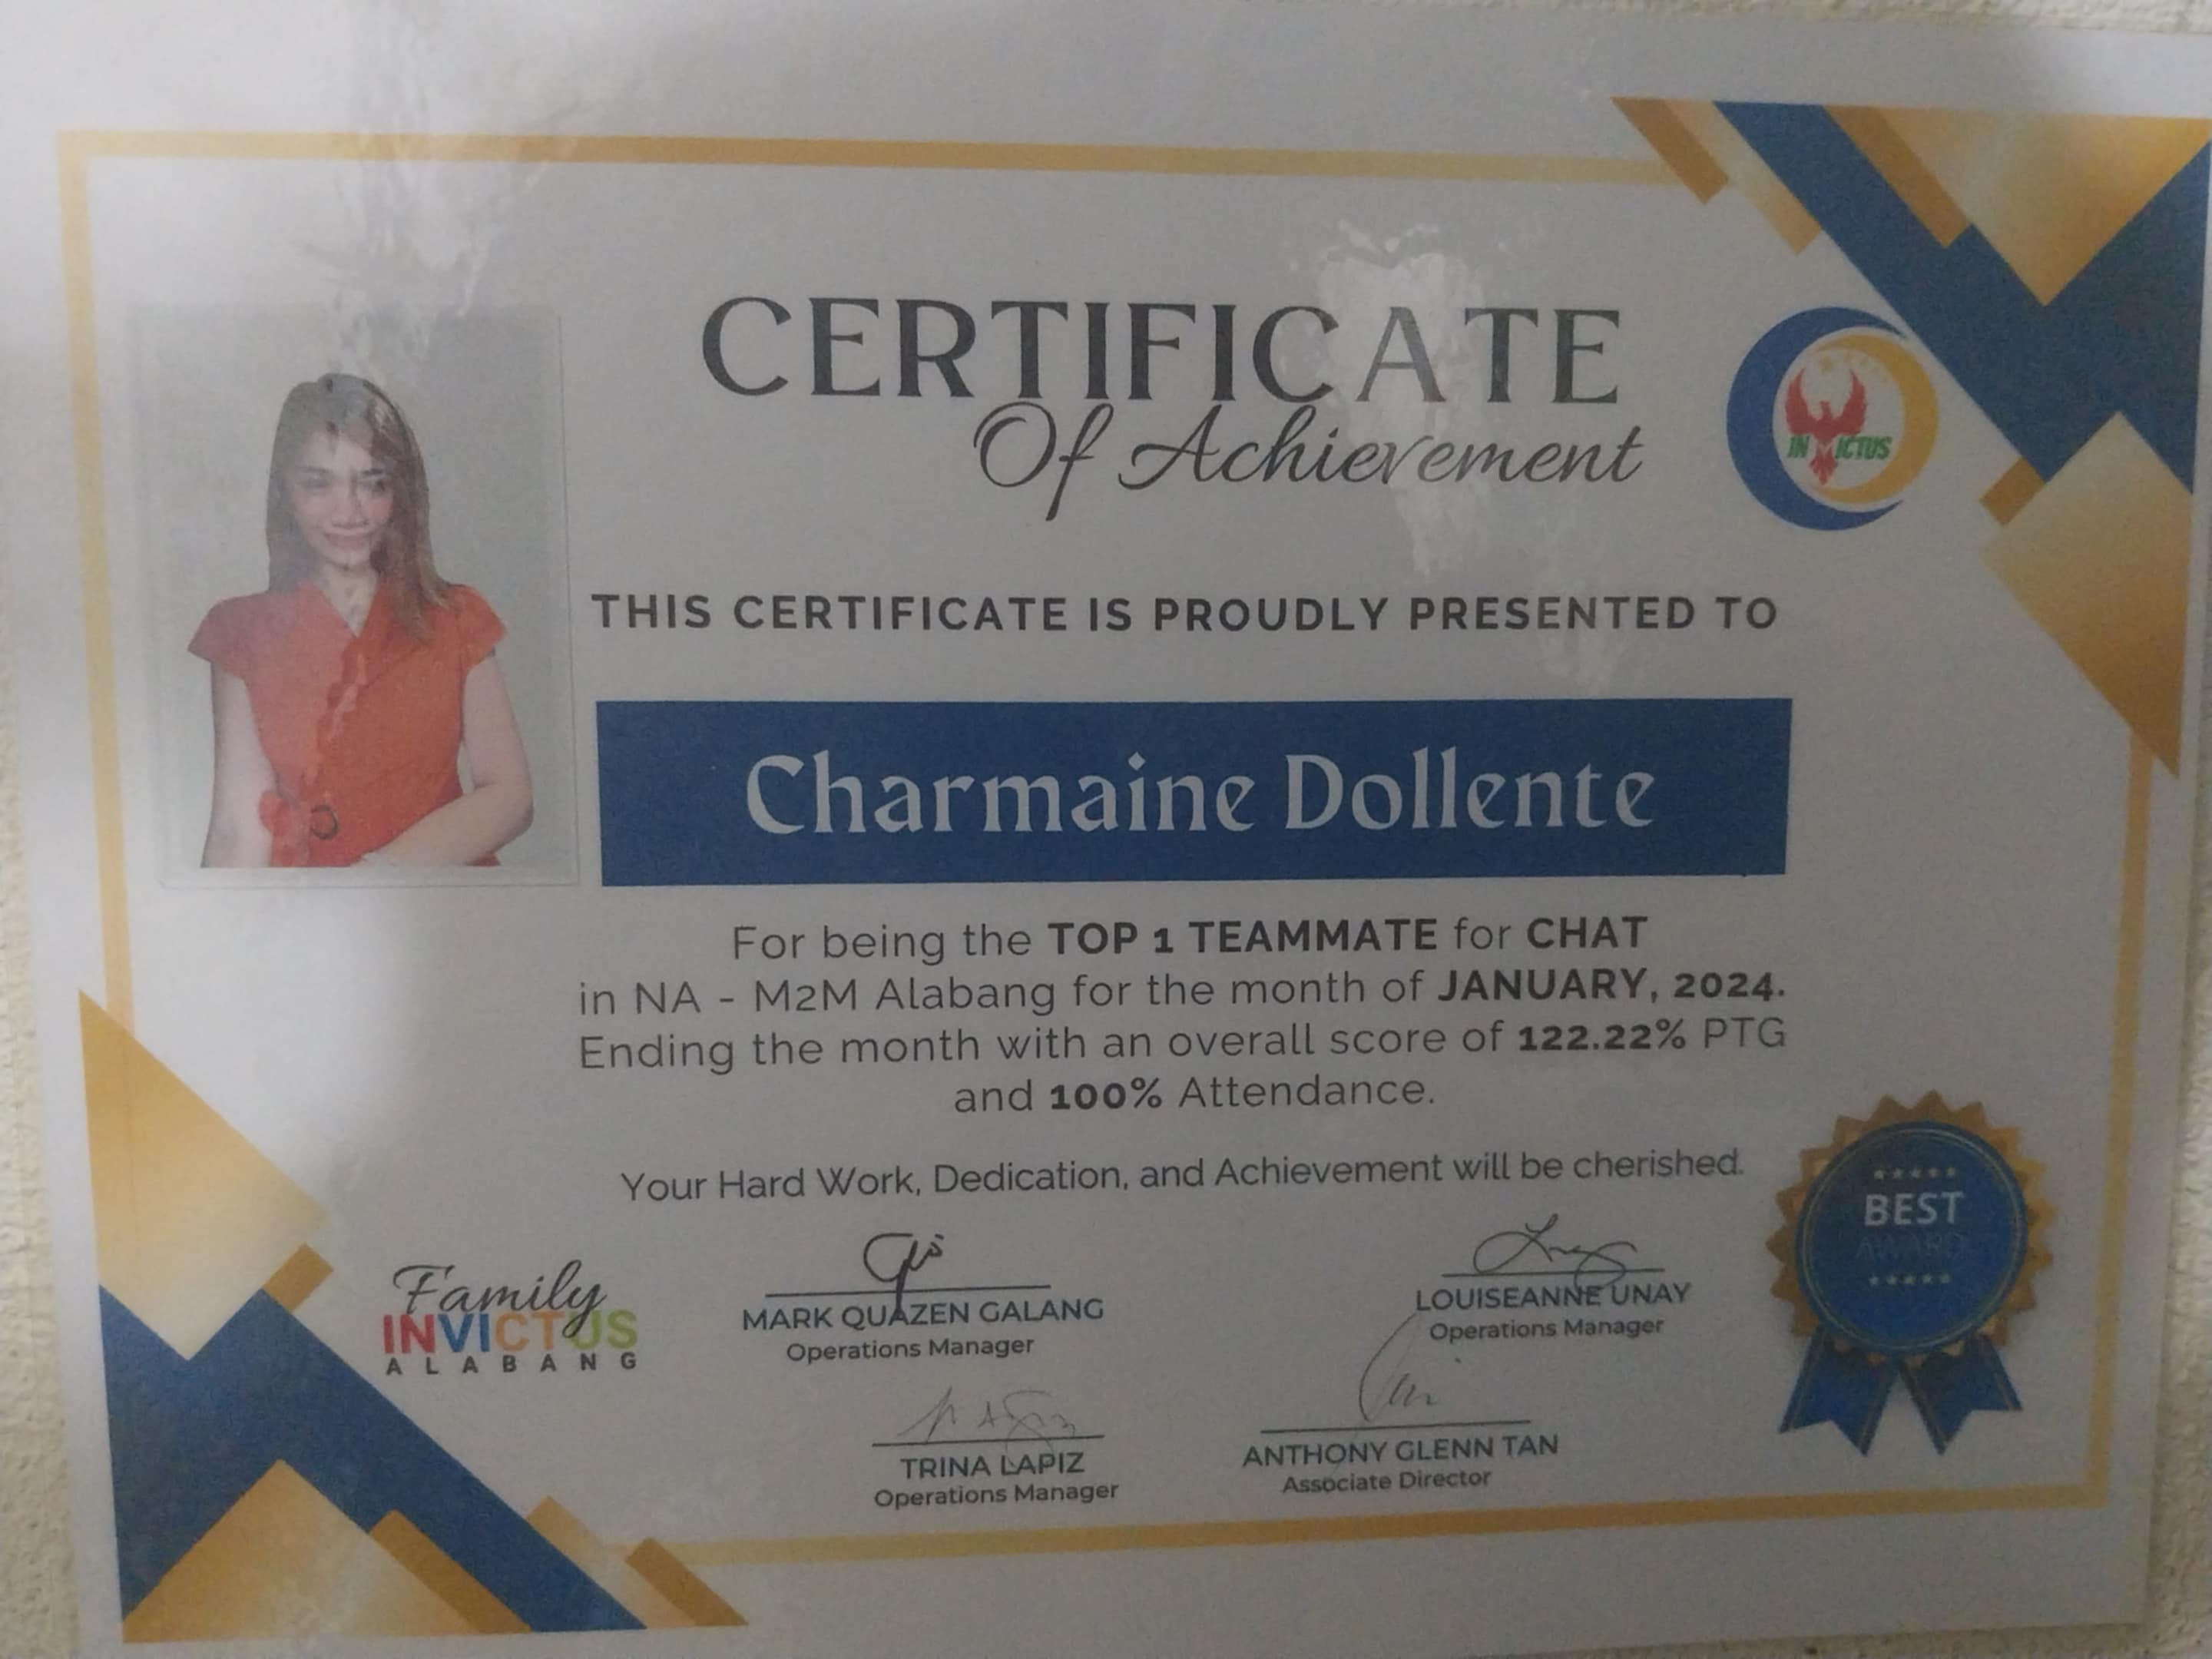 CERTIFICATE
Of Achievement
INVICTUS
THIS CERTIFICATE IS PROUDLY PRESENTED TO
Charmaine Dollente
For being the TOP 1 TEAMMATE for CHAT
in NA - M2M Alabang for the month of JANUARY, 2024.
Ending the month with an overall score of 122.22% PTG
and 100% Attendance.
Your Hard Work, Dedication, and Achievement will be cherished.
BEST
AWARD
Family
INVICTUS
ALABANG
MARK QUAZEN GALANG
Operations Manager
LOUISEANNE UNAY
Operations Manager
TRINA LAPIZ
Operations Manager
ANTHONY GLENN TAN
Associate Director